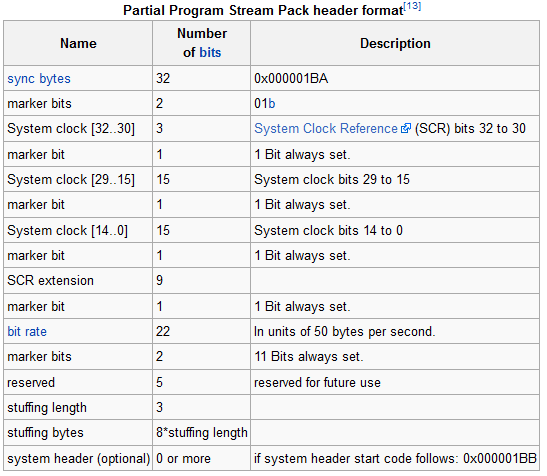 Partial Program Stream Pack header format[13]
Name Number of bits Description
sync bytes 32 0x000001BA
marker bits 2 01b
System clock [32..30] 3 System Clock Reference (SCR) bits 32 to 30
marker bit 1 1 Bit always set.
System clock [29..15] 15 System clock bits 29 to 15
marker bit 1 1 Bit always set.
System clock [14..0] 15 System clock bits 14 to 0
marker bit 1 1 Bit always set.
SCR extension 9
marker bit 1 1 Bit always set.
bit rate 22 In units of 50 bytes per second.
marker bits 2 11 Bits always set.
reserved 5 reserved for future use
stuffing length 3
stuffing bytes 8*stuffing length
system header (optional) 0 or more if system header start code follows: 0x000001BB